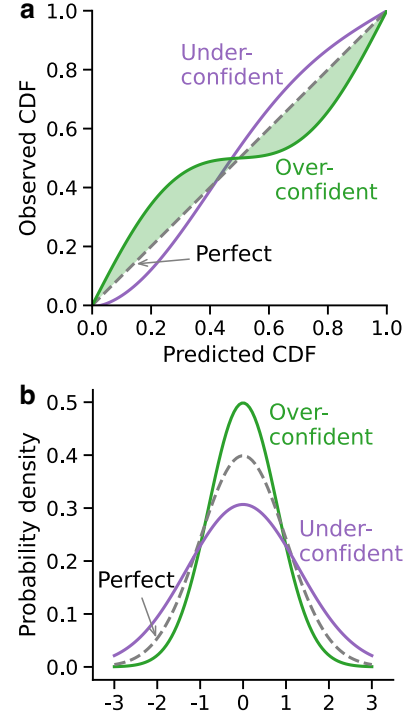 a
1.0
0.8
0.6
0.4
0.2
0.0
Observed CDF
Under-
confident
Over-
confident
Perfect
0.0 0.2 0.4 0.6 0.8 1.0
Predicted CDF
b
0.5
0.4
0.3
0.2
0.1
0.0
Probability density
Over-
confident
Under-
confident
Perfect
-3 -2 -1 0 1 2 3